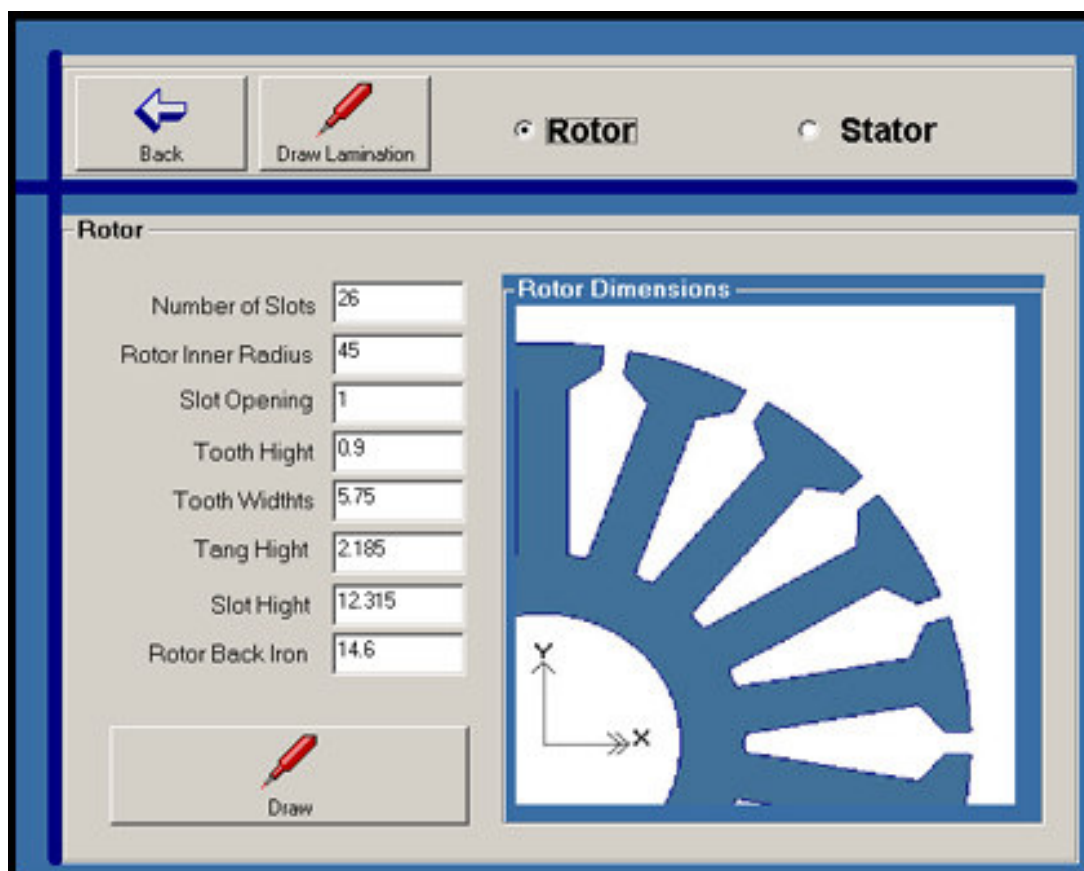 Back
Draw Lamination
Rotor
Stator
Rotor
Number of Slots 26
Rotor Inner Radius 45
Slot Opening 1
Tooth Hight 0.9
Tooth Widthts 5.75
Tang Hight 2.185
Slot Hight 12.315
Rotor Back Iron 14.6
Draw
Rotor Dimensions
Y
X